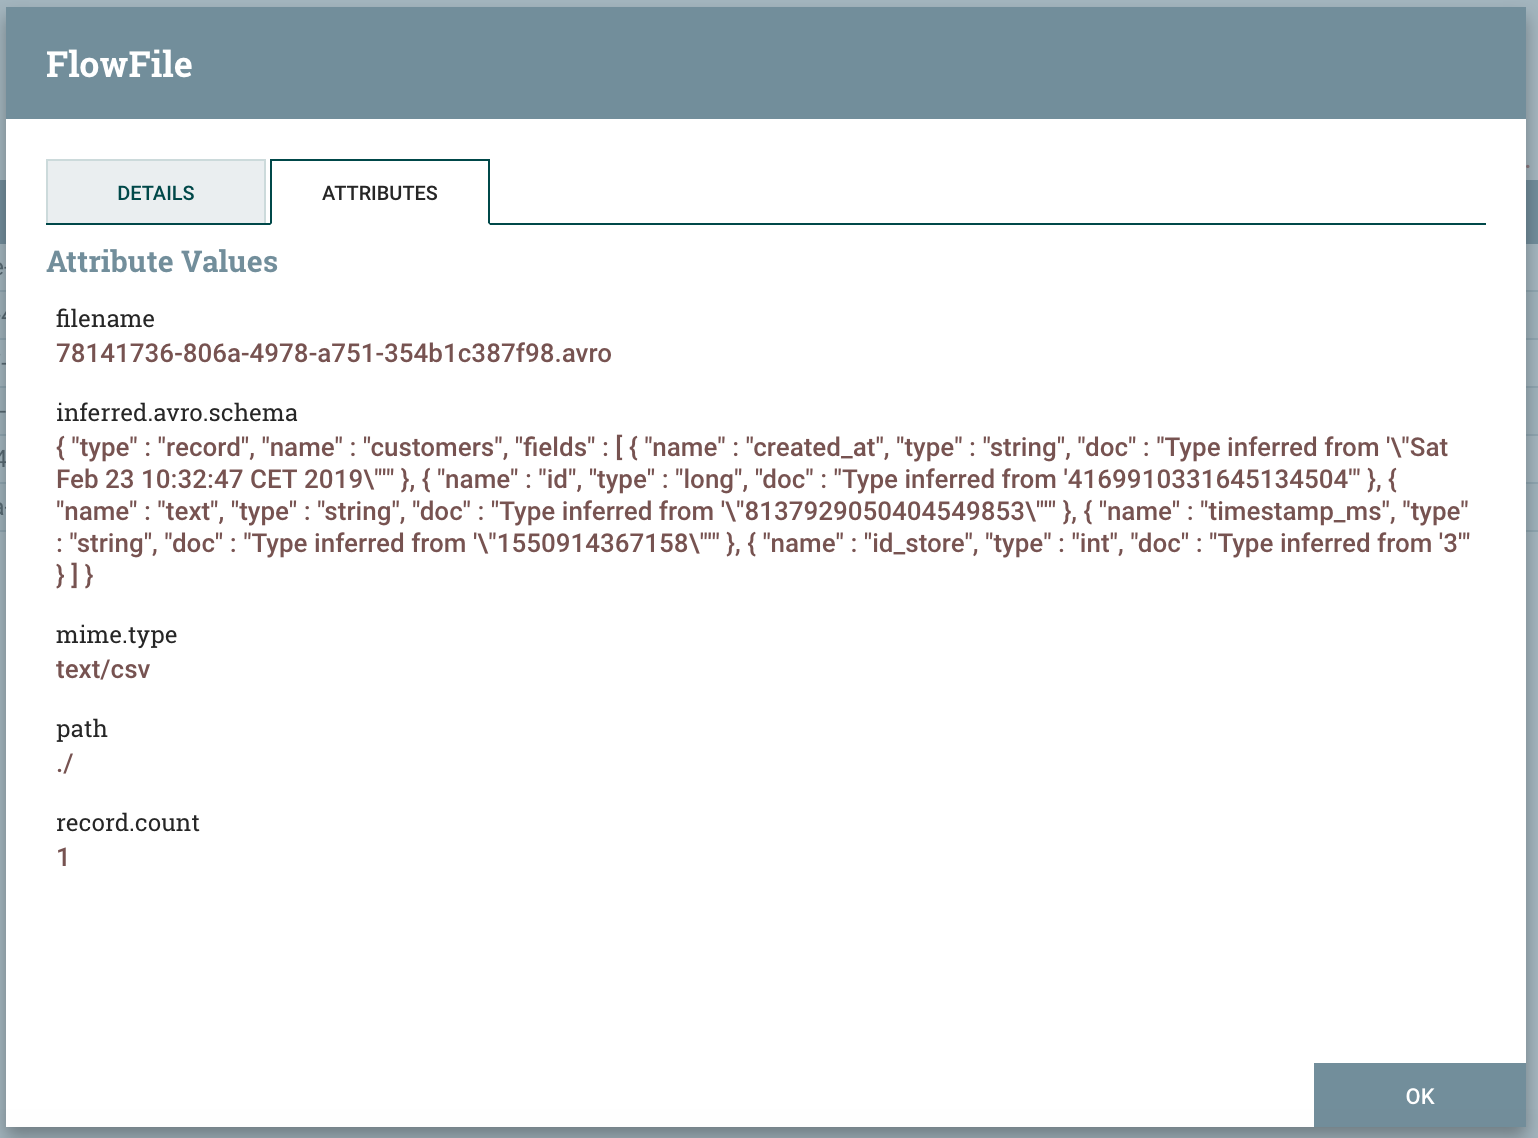 FlowFile
DETAILS
ATTRIBUTES
Attribute Values
filename
78141736-806a-4978-a751-354b1c387f98.avro
inferred.avro.schema
{ "type" : "record", "name" : "customers", "fields" : [ { "name" : "created_at", "type" : "string", "doc" : "Type inferred from '\"Sat
Feb 23 10:32:47 CET 2019\"'" }, { "name" : "id", "type" : "long", "doc" : "Type inferred from '4169910331645134504'" }, {
"name" : "text", "type" : "string", "doc" : "Type inferred from '\"8137929050404549853\"'" }, { "name" : "timestamp_ms", "type"
: "string", "doc" : "Type inferred from '\"1550914367158\"'" }, { "name" : "id_store", "type" : "int", "doc" : "Type inferred from '3'"
} ] }
mime.type
text/csv
path
./
record.count
1
OK